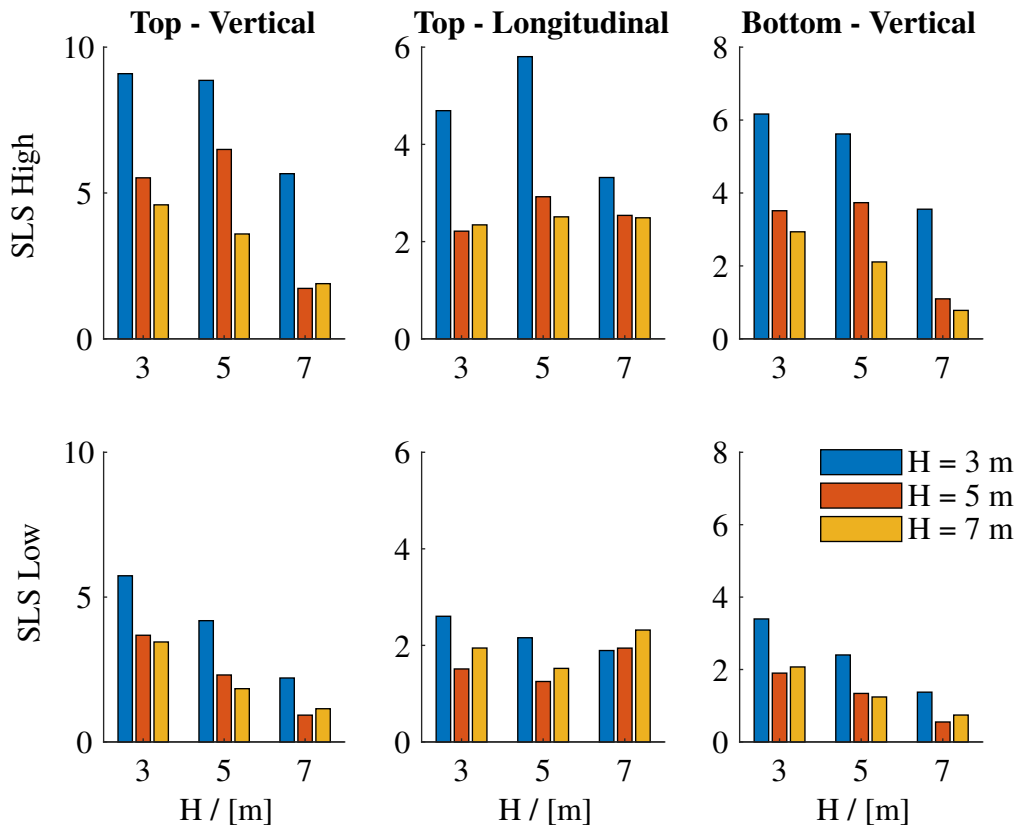 Top - Vertical
Top - Longitudinal
Bottom - Vertical
SLS High
10
5
0
3 5 7
6
4
2
0
3 5 7
8
6
4
2
0
3 5 7
SLS Low
10
5
0
3 5 7
H / [m]
6
4
2
0
3 5 7
H / [m]
8
6
4
2
0
3 5 7
H / [m]
H = 3 m
H = 5 m
H = 7 m